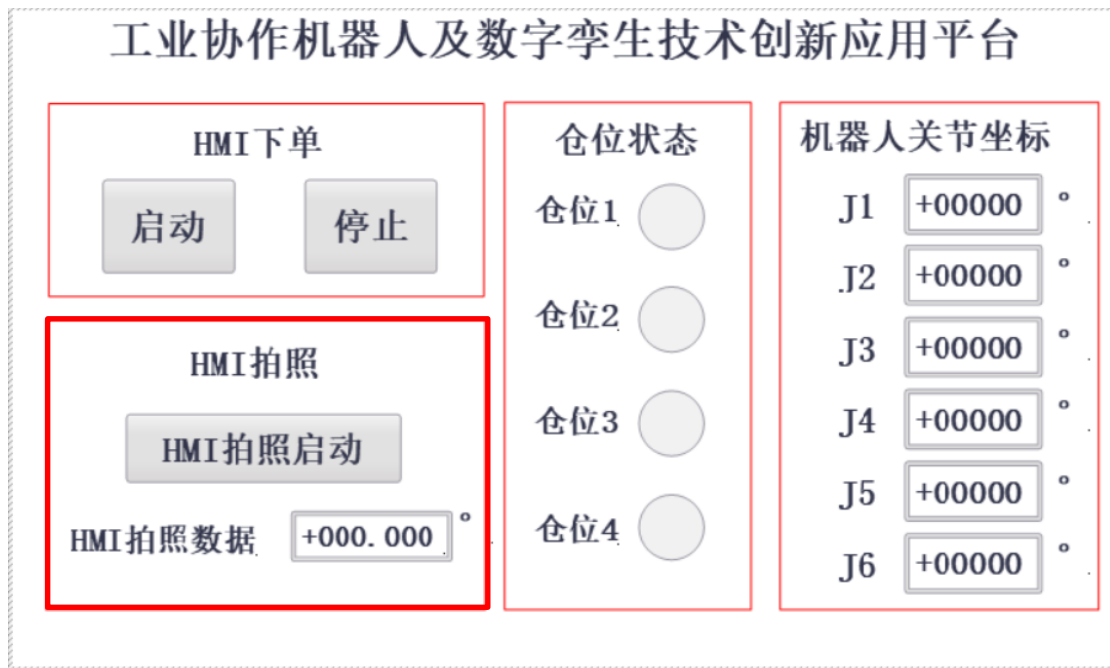 工业协作机器人及数字孪生技术创新应用平台
HMI下单
启动
停止
HMI拍照
HMI拍照启动
HMI拍照数据 +000.000 °
仓位状态
仓位1
仓位2
仓位3
仓位4
机器人关节坐标
J1 +00000 °
J2 +00000 °
J3 +00000 °
J4 +00000 °
J5 +00000 °
J6 +00000 °